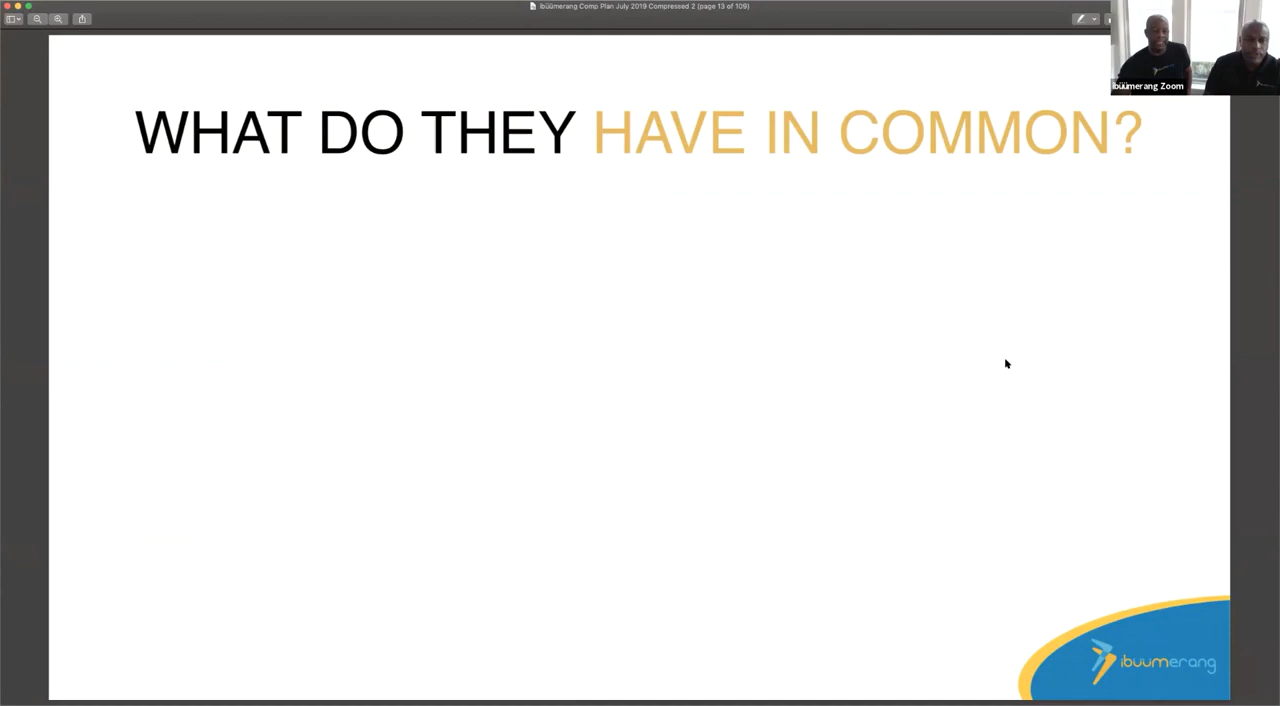 ibüümerang Comp Plan July 2019 Compressed 2 (page 13 of 109)
ibüümerang Zoom
WHAT DO THEY HAVE IN COMMON?
ibuumerang